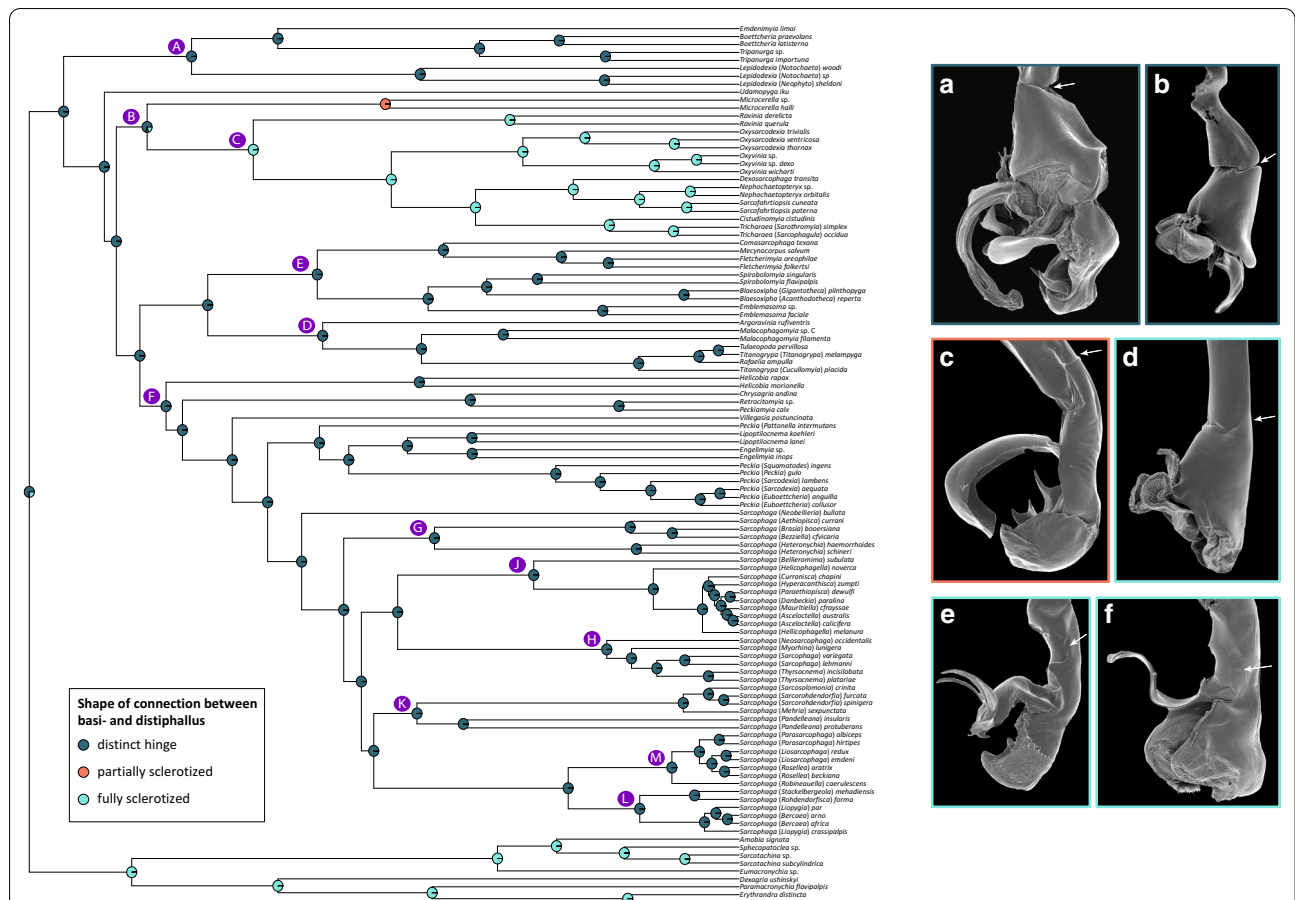 Emdenimyia limai
Boettcheria praevolans
Boettcheria latisterna
Tripanurga sp.
Tripanurga importuna
Lepidodexia (Notochaeta) woodi
Lepidodexia (Notochaeta) sp
Lepidodexia (Neophyto) sheldoni
Udamopyga iku
Microcerella sp.
Microcerella halli
Ravinia derelicta
Ravinia querula
Oxysarcodexia trivialis
Oxysarcodexia ventricosa
Oxysarcodexia thornax
Oxyvinia sp.
Oxyvinia sp. dexo
Oxyvinia wicharti
Dexosarcophaga transita
Nephochaetopteryx sp.
Nephochaetopteryx orbitalis
Sarcofahrtiopsis cuneata
Sarcofahrtiopsis paterna
Cistudinomyia cistudinis
Tricharaea (Sarothromyia) simplex
Tricharaea (Sarcophagula) occidua
Comasarcophaga texana
Mecynocorpus salvum
Fletcherimyia oreophilae
Fletcherimyia folkertsi
Spirobolomyia singularis
Spirobolomyia flavipalpis
Blaesoxipha (Gigantotheca) plinthopyga
Blaesoxipha (Acanthodotheca) reperta
Emblemasoma sp.
Emblemasoma faciale
Argoravinia rufiventris
Malacophagomyia sp. C
Malacophagomyia filamenta
Tulaeopoda pervillosa
Titanogrypa (Titanogrypa) melampyga
Rafaelia ampulla
Titanogrypa (Cucullomyia) placida
Helicobia rapax
Helicobia morionella
Chrysagria andina
Retrocitomyia sp.
Peckiamyia calx
Villegasia postuncinata
Peckia (Pattonella intermutans
Lipoptilocnema koehleri
Lipoptilocnema lanei
Engelimyia sp.
Engelimyia inops
Peckia (Squamatodes) ingens
Peckia (Peckia) gulo
Peckia (Sarcodexia) lambens
Peckia (Sarcodexia) aequata
Peckia (Euboettcheria) anguilla
Peckia (Euboettcheria) collusor
Sarcophaga (Neobellieria) bullata
Sarcophaga (Aethiopisca) currani
Sarcophaga (Brasia) booersiana
Sarcophaga (Bezziella) cfvicaria
Sarcophaga (Heteronychia) haemorrhoides
Sarcophaga (Heteronychia) schineri
Sarcophaga (Bellieromima) subulata
Sarcophaga (Helicophagella) noverca
Sarcophaga (Curranisca) chapini
Sarcophaga (Hyperacanthisca) zumpti
Sarcophaga (Paraethiopisca) dewulfi
Sarcophaga (Danbeckia) paralina
Sarcophaga (Mauritiella) cfrayssae
Sarcophaga (Asceloctella) australis
Sarcophaga (Asceloctella) calicifera
Sarcophaga (Hellicophagella) melanura
Sarcophaga (Neosarcophaga) occidentalis
Sarcophaga (Myorhina) lunigera
Sarcophaga (Sarcophaga) variegata
Sarcophaga (Sarcophaga) lehmanni
Sarcophaga (Thyrsocnema) incisilobata
Sarcophaga (Thyrsocnema) platariae
Sarcophaga (Sarcosolomonia) crinita
Sarcophaga (Sarcorohdendorfia) furcata
Sarcophaga (Sarcorohdendorfia) spinigera
Sarcophaga (Mehria) sexpunctata
Sarcophaga (Pandelleana) insularis
Sarcophaga (Pandelleana) protuberans
Sarcophaga (Parasarcophaga) albiceps
Sarcophaga (Parasarcophaga) hirtipes
Sarcophaga (Liosarcophaga) redux
Sarcophaga (Liosarcophaga) emdeni
Sarcophaga (Rosellea) aratrix
Sarcophaga (Rosellea) beckiana
Sarcophaga (Robineauella) caerulescens
Sarcophaga (Stackelbergeola) mehadiensis
Sarcophaga (Rohdendorfisca) forma
Sarcophaga (Liopygia) par
Sarcophaga (Bercaea) arno
Sarcophaga (Bercaea) africa
Sarcophaga (Liopygia) crassipalpis
Amobia signata
Sphecapatoclea sp.
Sarcotachina sp.
Sarcotachina subcylindrica
Eumacronychia sp.
Dexagria ushinskyi
Paramacronychia flavipalpis
Erythrandra distincta
A
B
C
E
D
F
G
J
H
K
M
L
Shape of connection between
basi- and distiphallus
distinct hinge
partially sclerotized
fully sclerotized
a
b
c
d
e
f